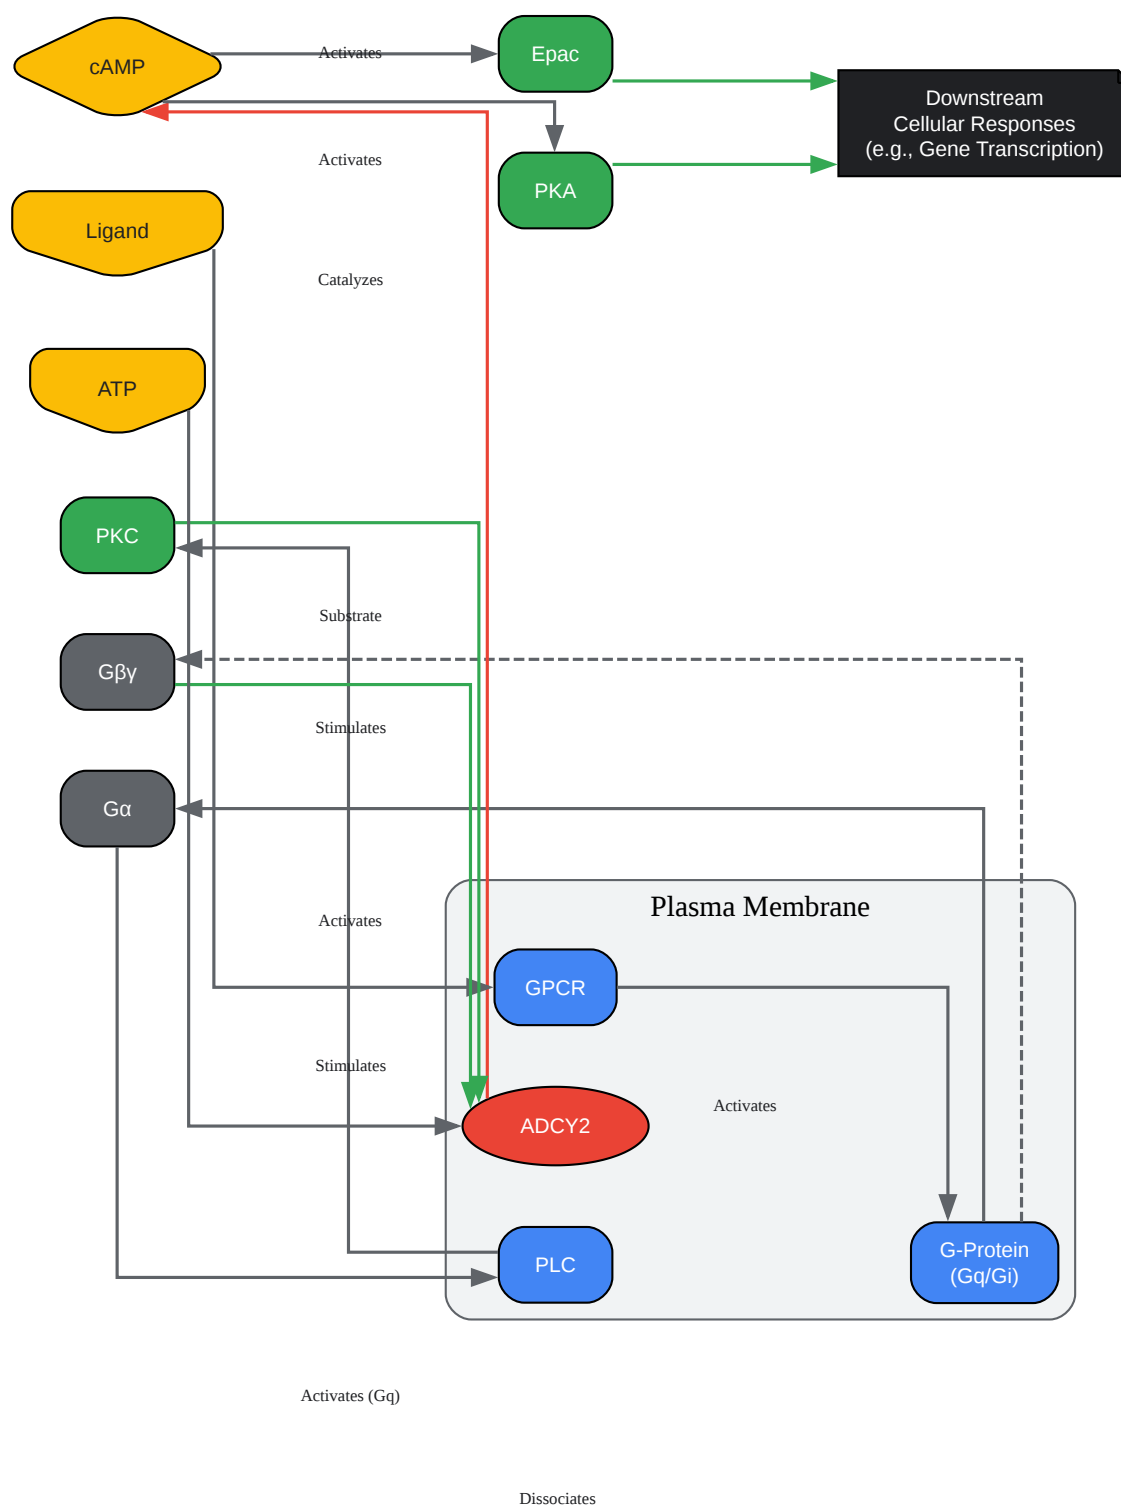 cAMP
Activates
Epac
Downstream
Cellular Responses
(e.g., Gene Transcription)
Activates
PKA
Ligand
Catalyzes
ATP
PKC
Substrate
Gβγ
Stimulates
Gα
Plasma Membrane
Activates
GPCR
Stimulates
Activates
ADCY2
PLC
G-Protein
(Gq/Gi)
Activates (Gq)
Dissociates